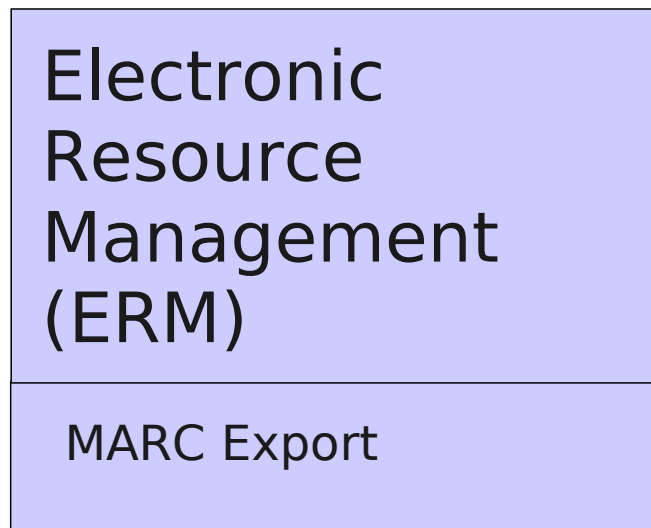 Electronic
Resource
Management
(ERM)
MARC Export